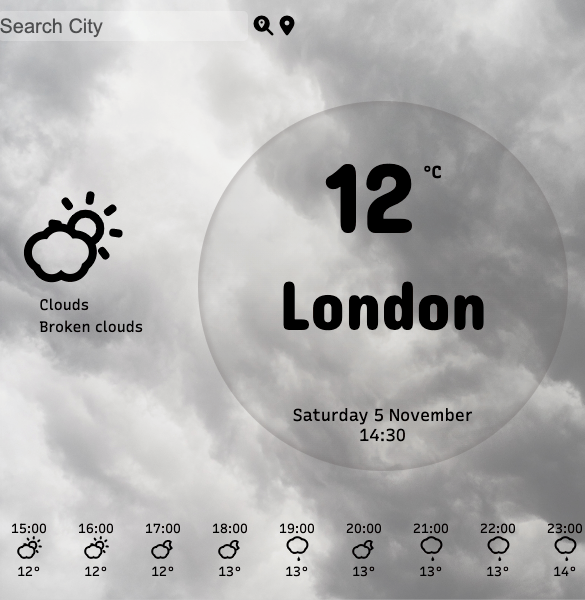 Search City
12 °C
London
Clouds
Broken clouds
Saturday 5 November
14:30
15:00 16:00 17:00 18:00 19:00 20:00 21:00 22:00 23:00
12° 12° 12° 13° 13° 13° 13° 13° 14°